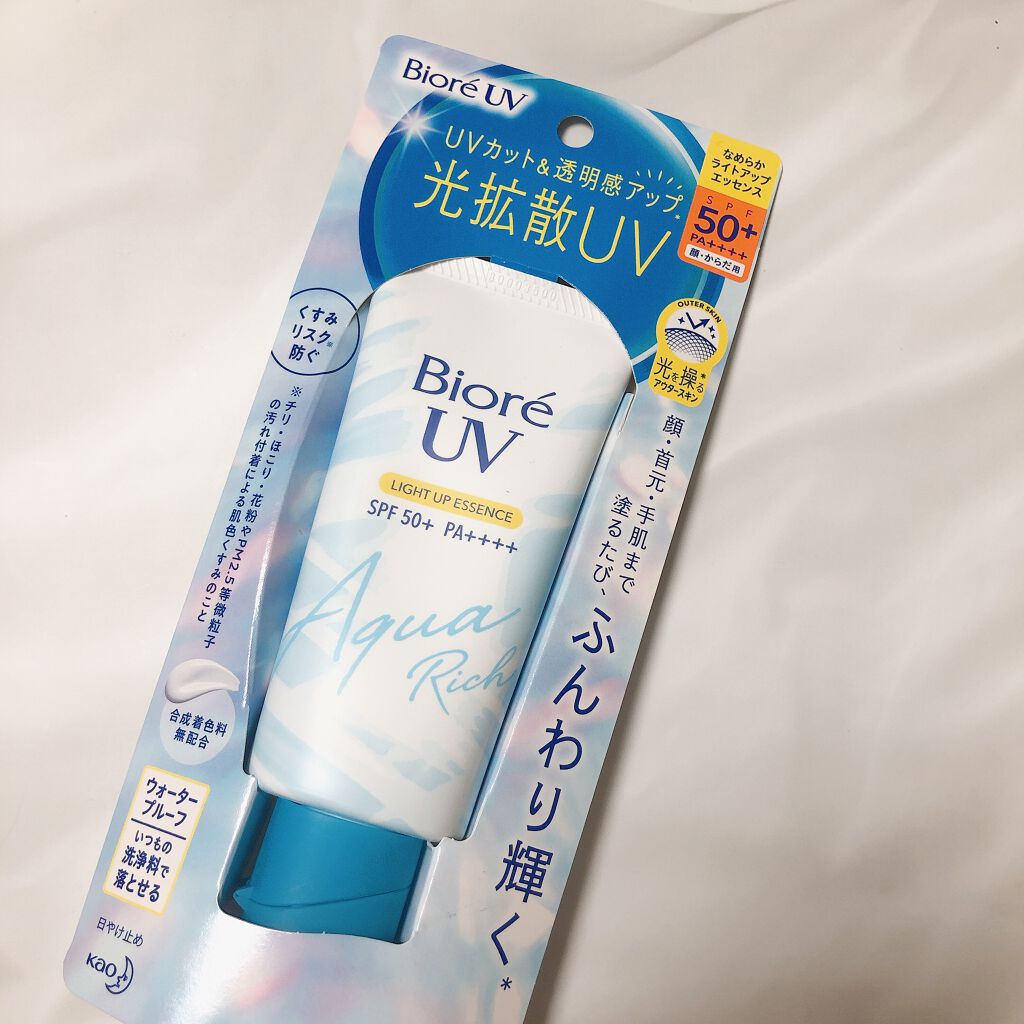 Bioré UV
UVカット&透明感アップ*
光拡散UV
なめらか
ライトアップ
エッセンス
SPF
50+
PA++++
顔・からだ用
OUTER SKIN
光を操る*
アウタースキン
くすみ
リスク※
防ぐ
※チリ・ほこり・花粉やPM2.5等微粒子
の汚れ付着による肌色くすみのこと
顔・首元・手肌まで
塗るたび、
ふんわり輝く*
Bioré
UV
LIGHT UP ESSENCE
SPF 50+ PA++++
Aqua
Rich
合成着色料
無配合
ウォーター
プルーフ
いつもの
洗浄料で
落とせる
日やけ止め
Kao